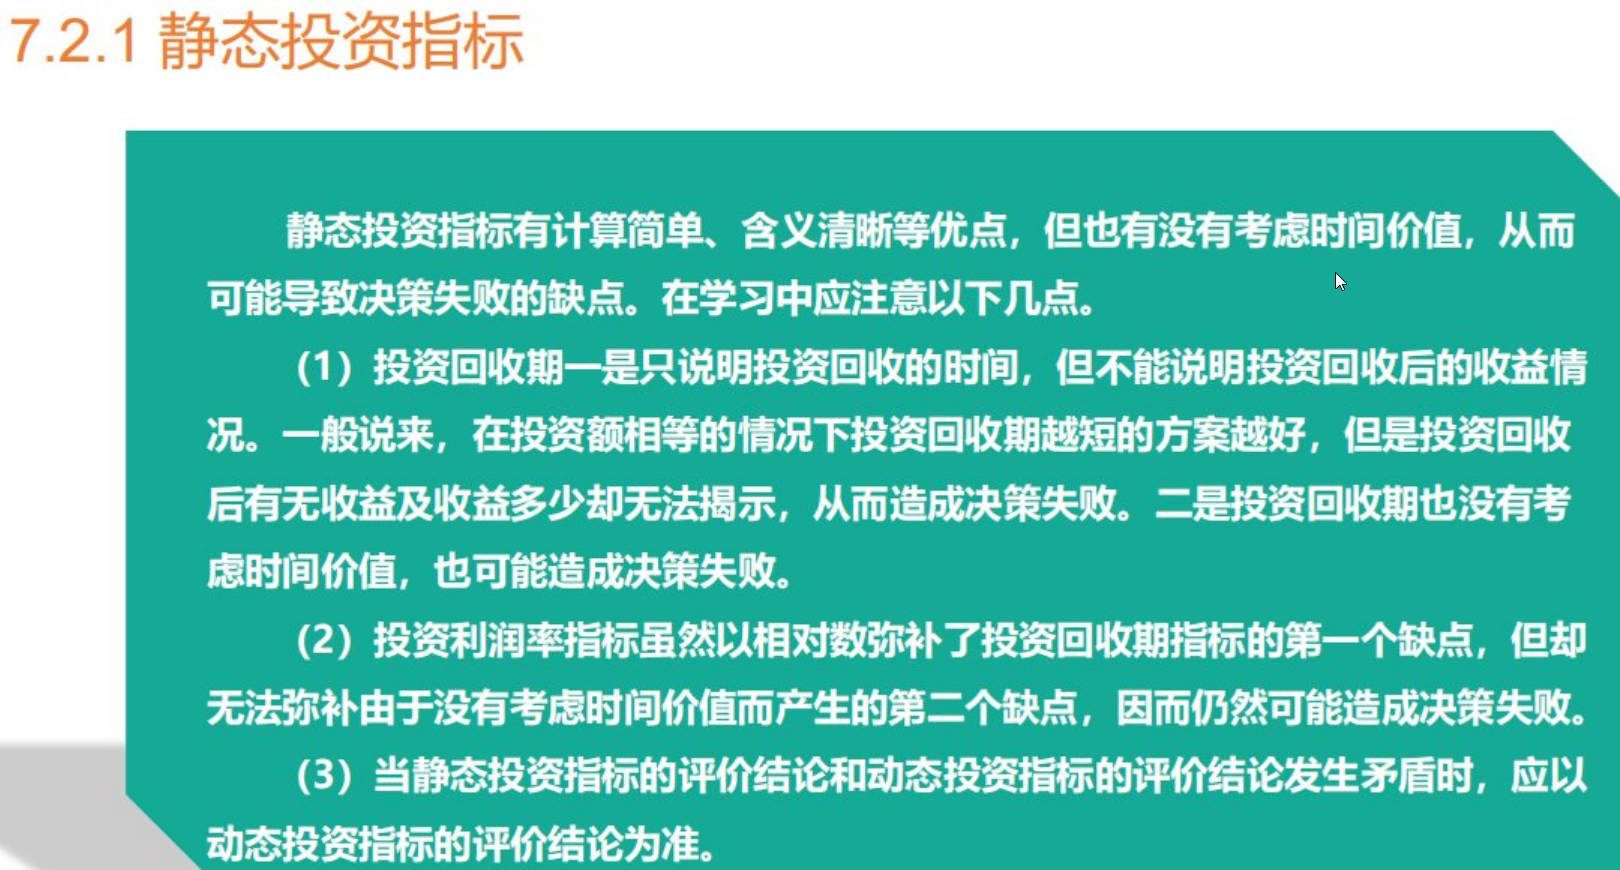 7.2.1 静态投资指标
静态投资指标有计算简单、含义清晰等优点，但也有没有考虑时间价值，从而
可能导致决策失败的缺点。在学习中应注意以下几点。
（1）投资回收期一是只说明投资回收的时间，但不能说明投资回收后的收益情
况。一般说来，在投资额相等的情况下投资回收期越短的方案越好，但是投资回收
后有无收益及收益多少却无法揭示，从而造成决策失败。二是投资回收期也没有考
虑时间价值，也可能造成决策失败。
（2）投资利润率指标虽然以相对数弥补了投资回收期指标的第一个缺点，但却
无法弥补由于没有考虑时间价值而产生的第二个缺点，因而仍然可能造成决策失败。
（3）当静态投资指标的评价结论和动态投资指标的评价结论发生矛盾时，应以
动态投资指标的评价结论为准。